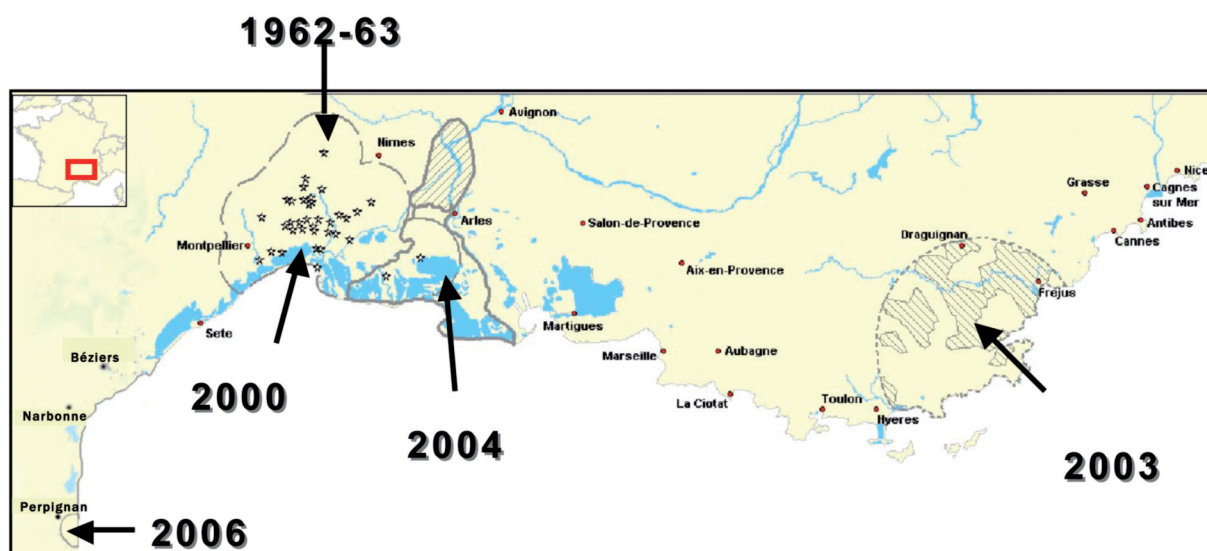 1962-63
Avignon
Nimes
Nice
Grasse
Cagnes
sur Mer
Arles
Salon-de-Provence
Antibes
Draguignan
Cannes
Montpellier
Aix-en-Provence
Frejus
Martigues
Sete
Marseille
Aubagne
Béziers
2000
La Ciotat
Narbonne
Toulon
Hyeres
2004
2003
Perpignan
2006